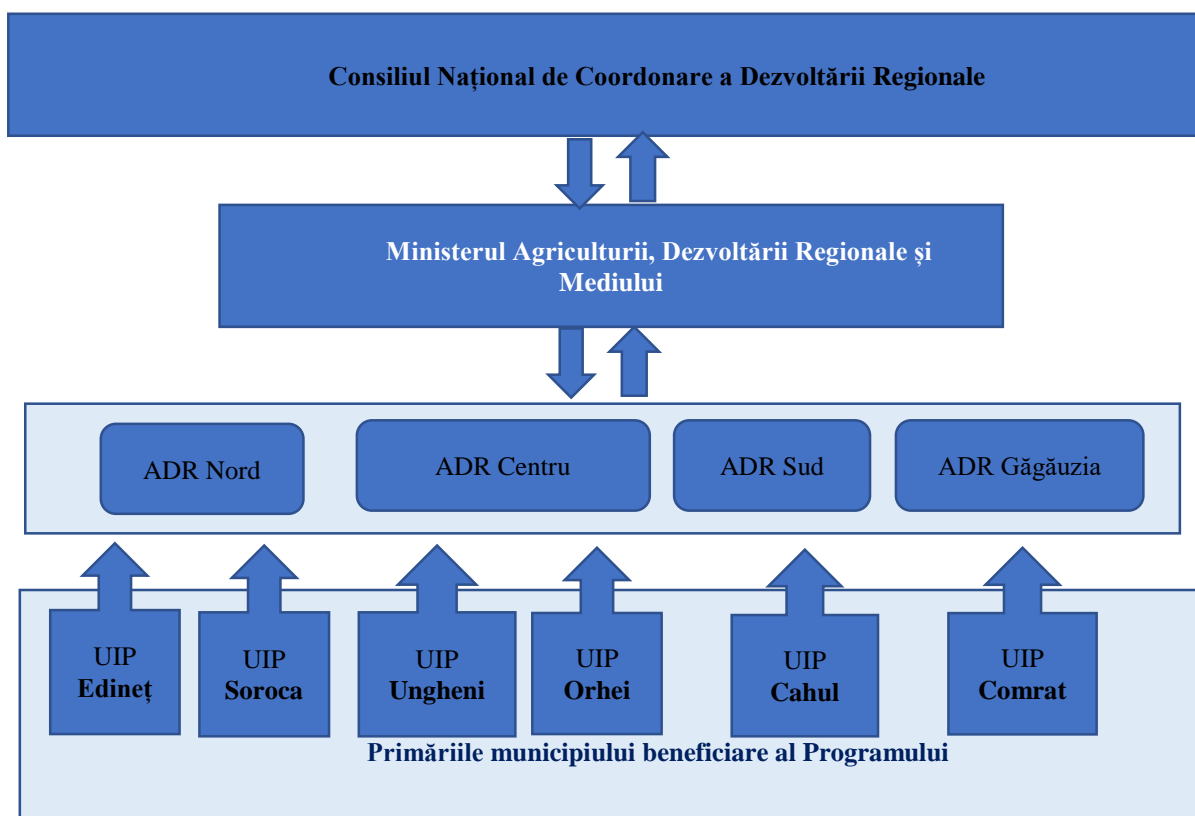 Consiliul Național de Coordonare a Dezvoltării Regionale
Ministerul Agriculturii, Dezvoltării Regionale și
Mediului
ADR Nord
ADR Centru
ADR Sud
ADR Găgăuzia
UIP
Edineț
UIP
Soroca
UIP
Ungheni
UIP
Orhei
UIP
Cahul
UIP
Comrat
Primăriile municipiului beneficiare al Programului